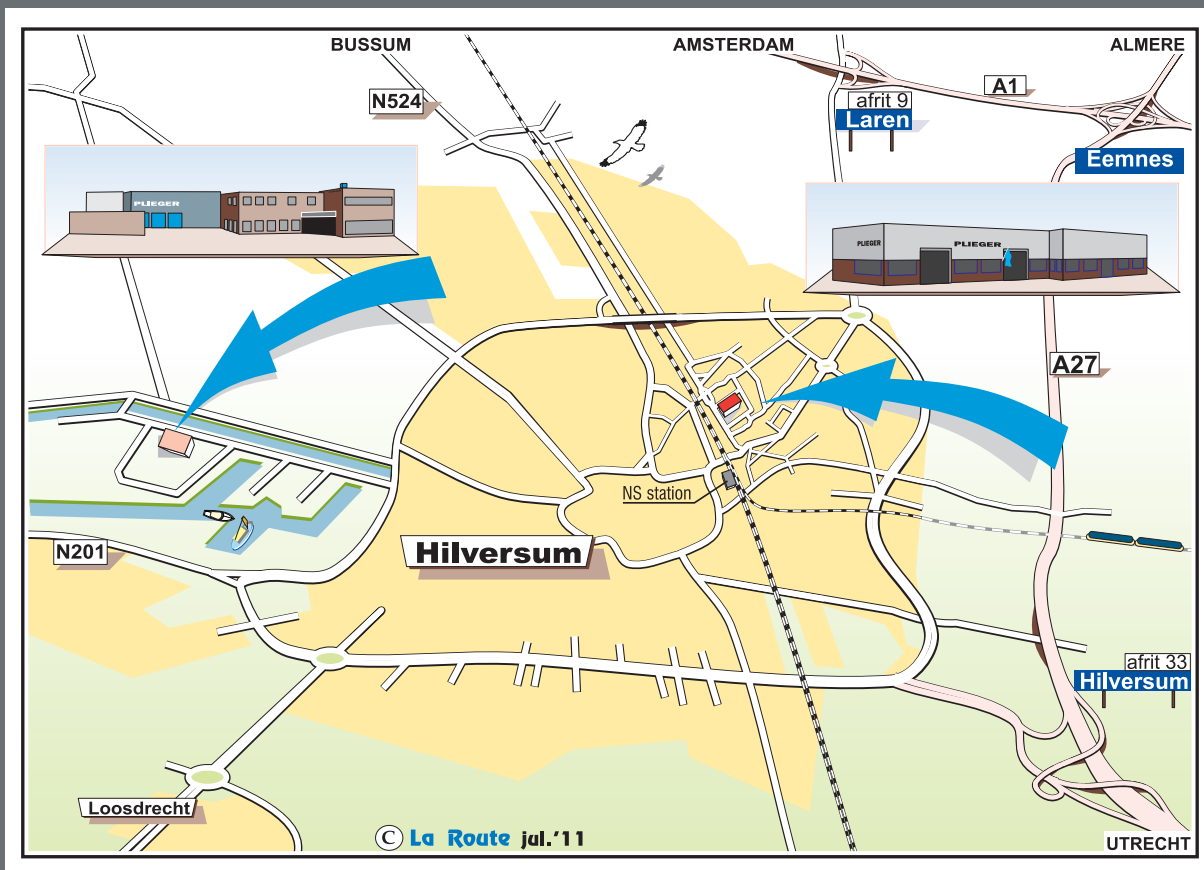 BUSSUM
AMSTERDAM
ALMERE
N524
A1
afrit 9
Laren
Eemnes
PLIEGER
PLIEGER
PLIEGER
A27
NS station
Hilversum
N201
afrit 33
Hilversum
Loosdrecht
C La Route jul.'11
UTRECHT